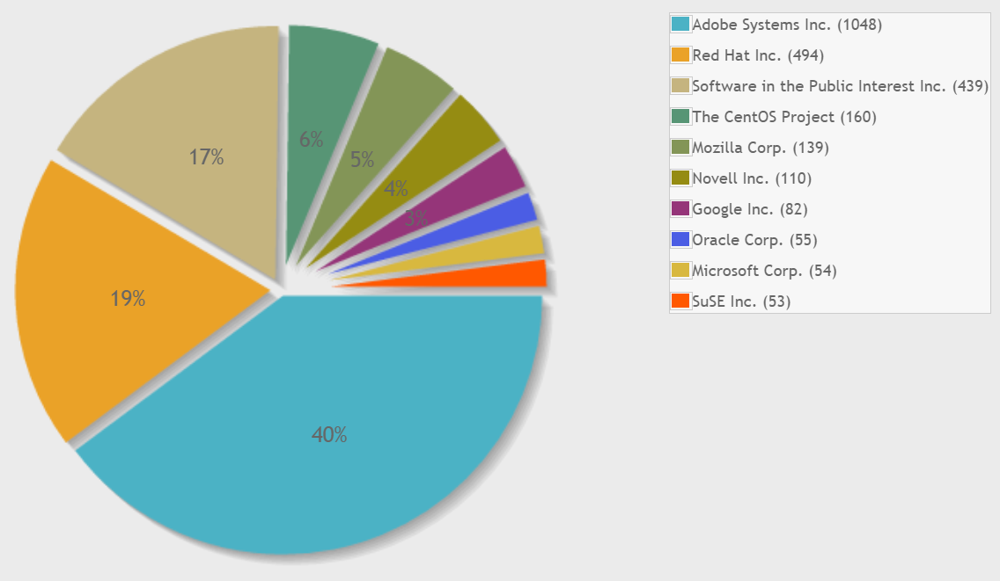 6%
5%
17%
4%
3%
19%
40%
Adobe Systems Inc. (1048)
Red Hat Inc. (494)
Software in the Public Interest Inc. (439)
The CentOS Project (160)
Mozilla Corp. (139)
Novell Inc. (110)
Google Inc. (82)
Oracle Corp. (55)
Microsoft Corp. (54)
SuSE Inc. (53)